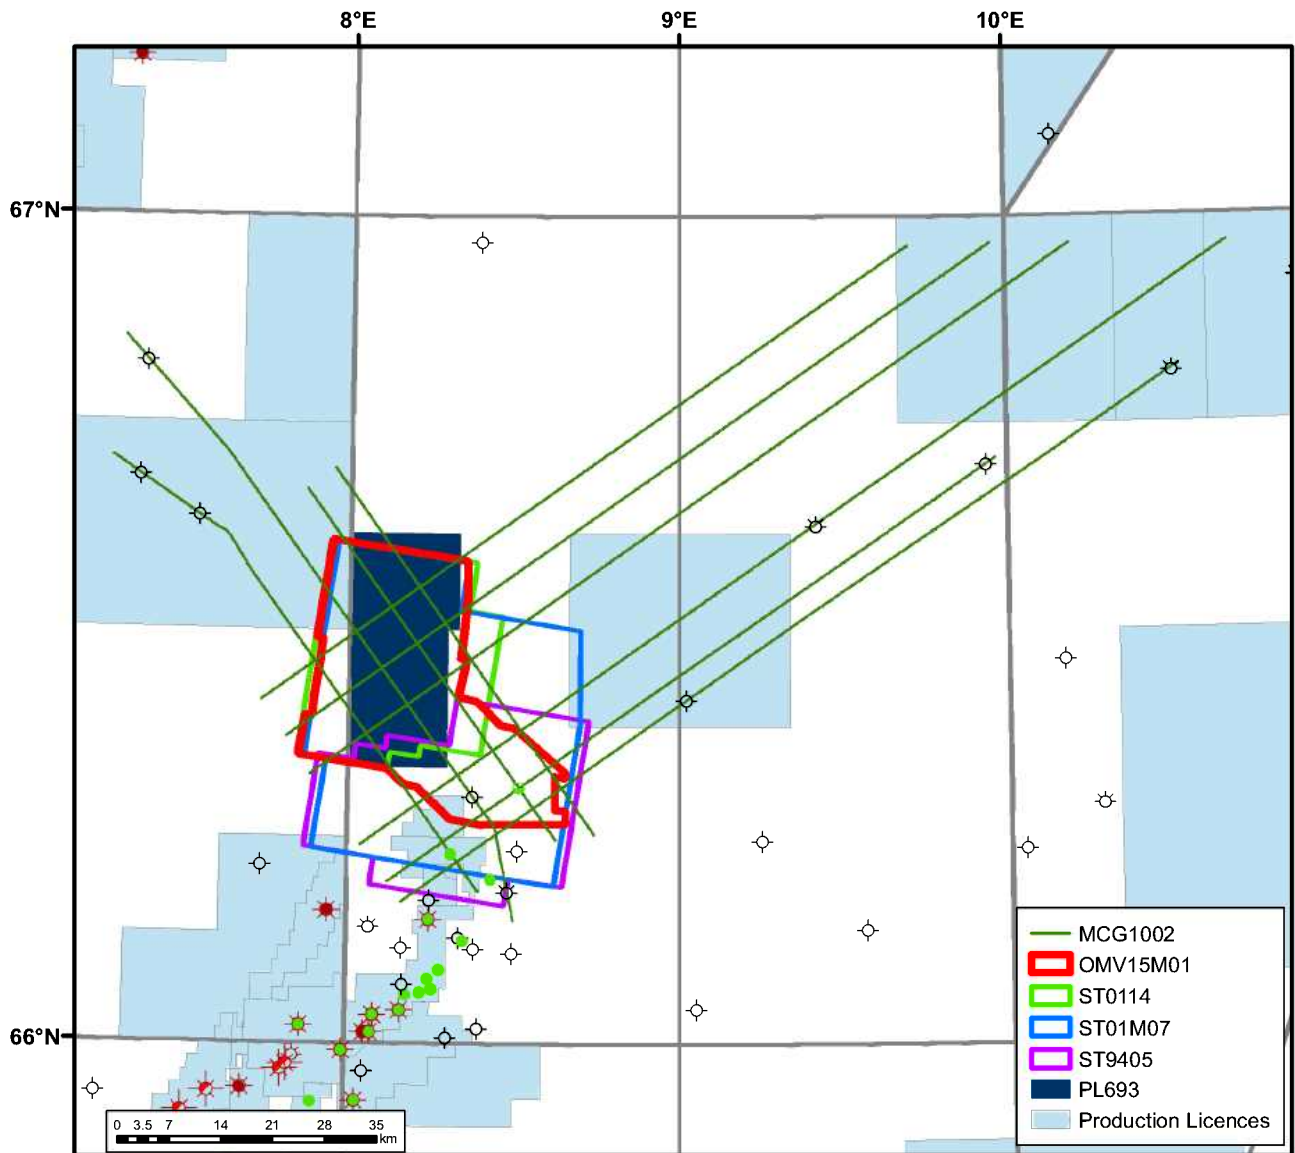 8°E 9°E 10°E
67°N
66°N
MCG1002
OMV15M01
ST0114
ST01M07
ST9405
PL693
Production Licences
0 3.5 7 14 21 28 35
km